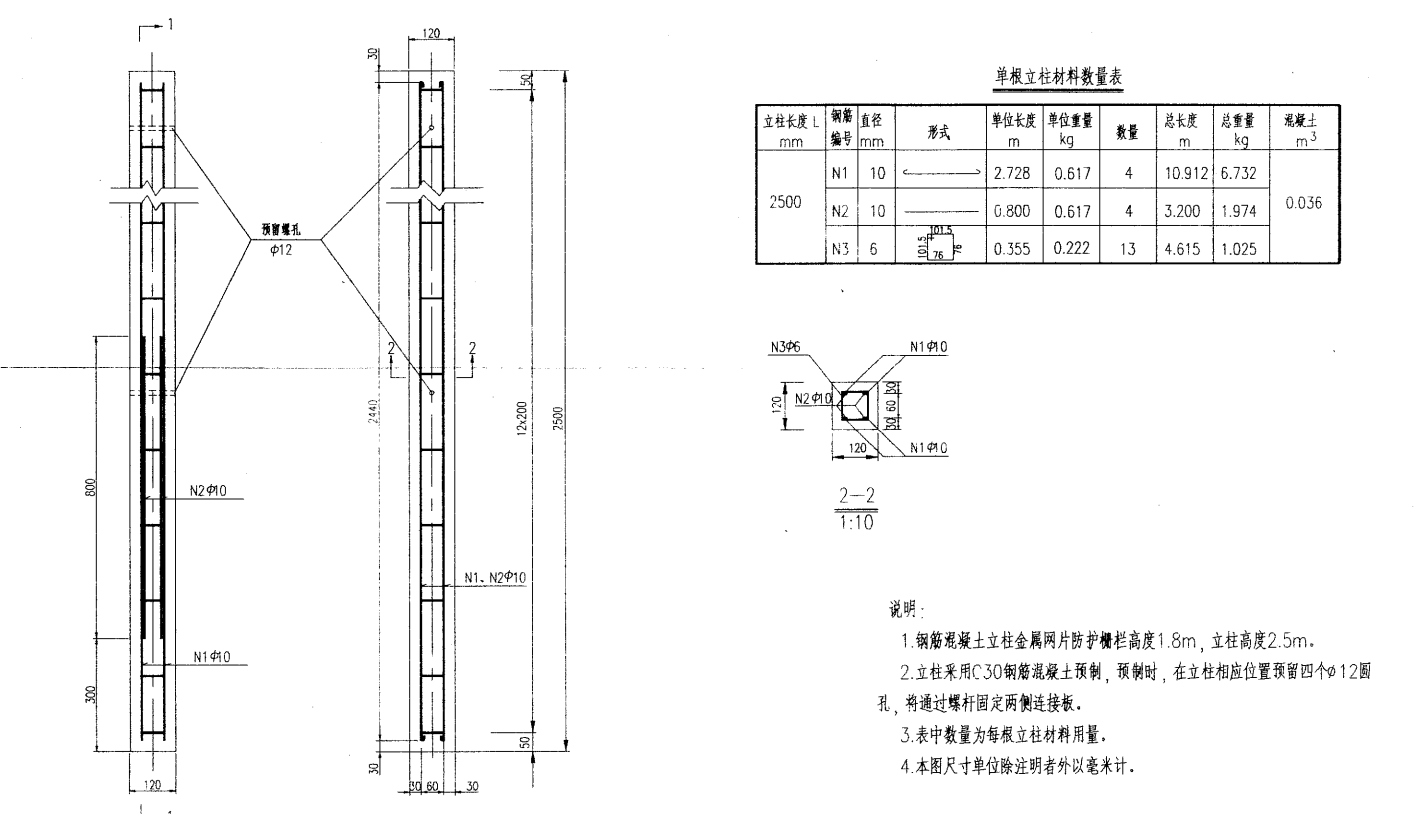 1
120
30
50
预留螺孔
φ12
2 2
2440
12x200
2500
800
N2Φ10
N1、N2Φ10
N1Φ10
300
50
30
120
30 60 30
单根立柱材料数量表
立柱长度 L mm 钢筋编号 直径 mm 形式 单位长度 m 单位重量 kg 数量 总长度 m 总重量 kg 混凝土 m³
2500
N1 10 2.728 0.617 4 10.912 6.732
N2 10 0.800 0.617 4 3.200 1.974
0.036
N3 6 101.5 101.5 76 76 0.355 0.222 13 4.615 1.025
N3Φ6 N1Φ10
120 N2Φ10 30 60 30
120 N1Φ10
2—2
1:10
说明：
1.钢筋混凝土立柱金属网片防护栅栏高度1.8m，立柱高度2.5m。
2.立柱采用C30钢筋混凝土预制，预制时，在立柱相应位置预留四个φ12圆
孔，将通过螺杆固定两侧连接板。
3.表中数量为每根立柱材料用量。
4.本图尺寸单位除注明者外以毫米计。